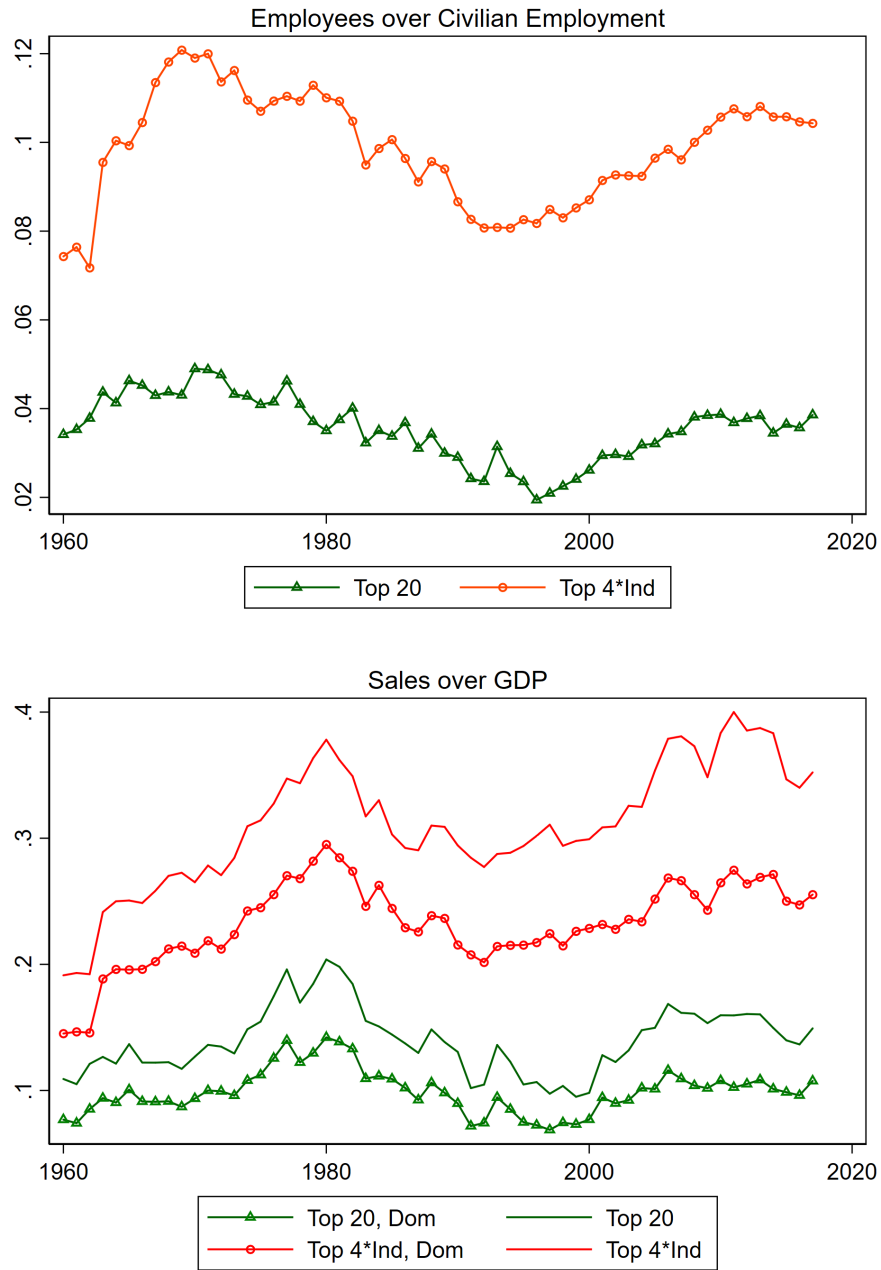 Employees over Civilian Employment
.12
.1
.08
.06
.04
.02
1960 1980 2000 2020
Top 20 Top 4*Ind
Sales over GDP
.4
.3
.2
.1
1960 1980 2000 2020
Top 20, Dom Top 20
Top 4*Ind, Dom Top 4*Ind